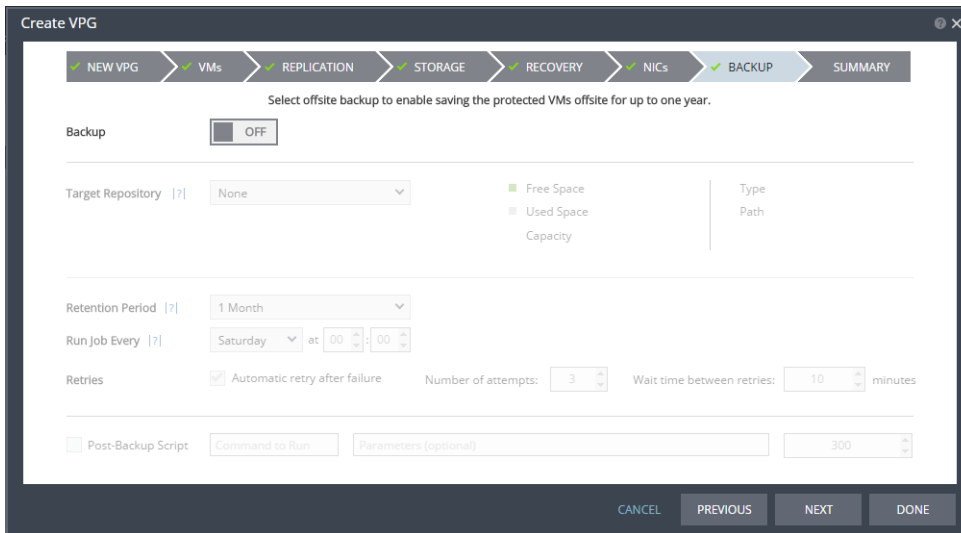 Create VPG
NEW VPG VMs REPLICATION STORAGE RECOVERY NICs BACKUP SUMMARY
Select offsite backup to enable saving the protected VMs offsite for up to one year.
Backup OFF
Target Repository |?| None Free Space Type
Used Space Path
Capacity
Retention Period |?| 1 Month
Run Job Every |?| Saturday at 00 : 00
Retries Automatic retry after failure Number of attempts: 3 Wait time between retries: 10 minutes
Post-Backup Script Command to Run Parameters (optional) 300
CANCEL PREVIOUS NEXT DONE